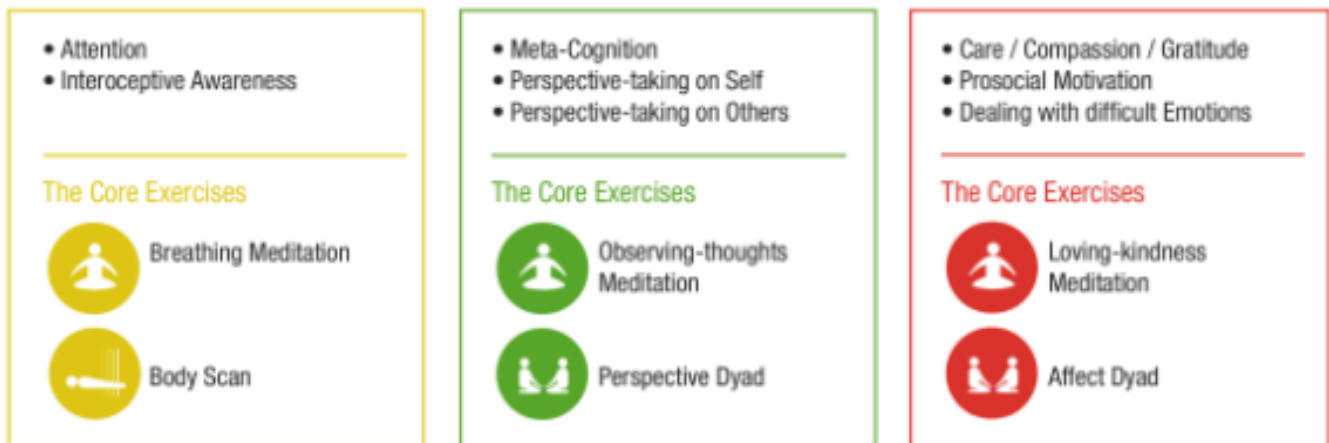 • Attention
• Interoceptive Awareness
The Core Exercises
Breathing Meditation
Body Scan
• Meta-Cognition
• Perspective-taking on Self
• Perspective-taking on Others
The Core Exercises
Observing-thoughts
Meditation
Perspective Dyad
• Care / Compassion / Gratitude
• Prosocial Motivation
• Dealing with difficult Emotions
The Core Exercises
Loving-kindness
Meditation
Affect Dyad